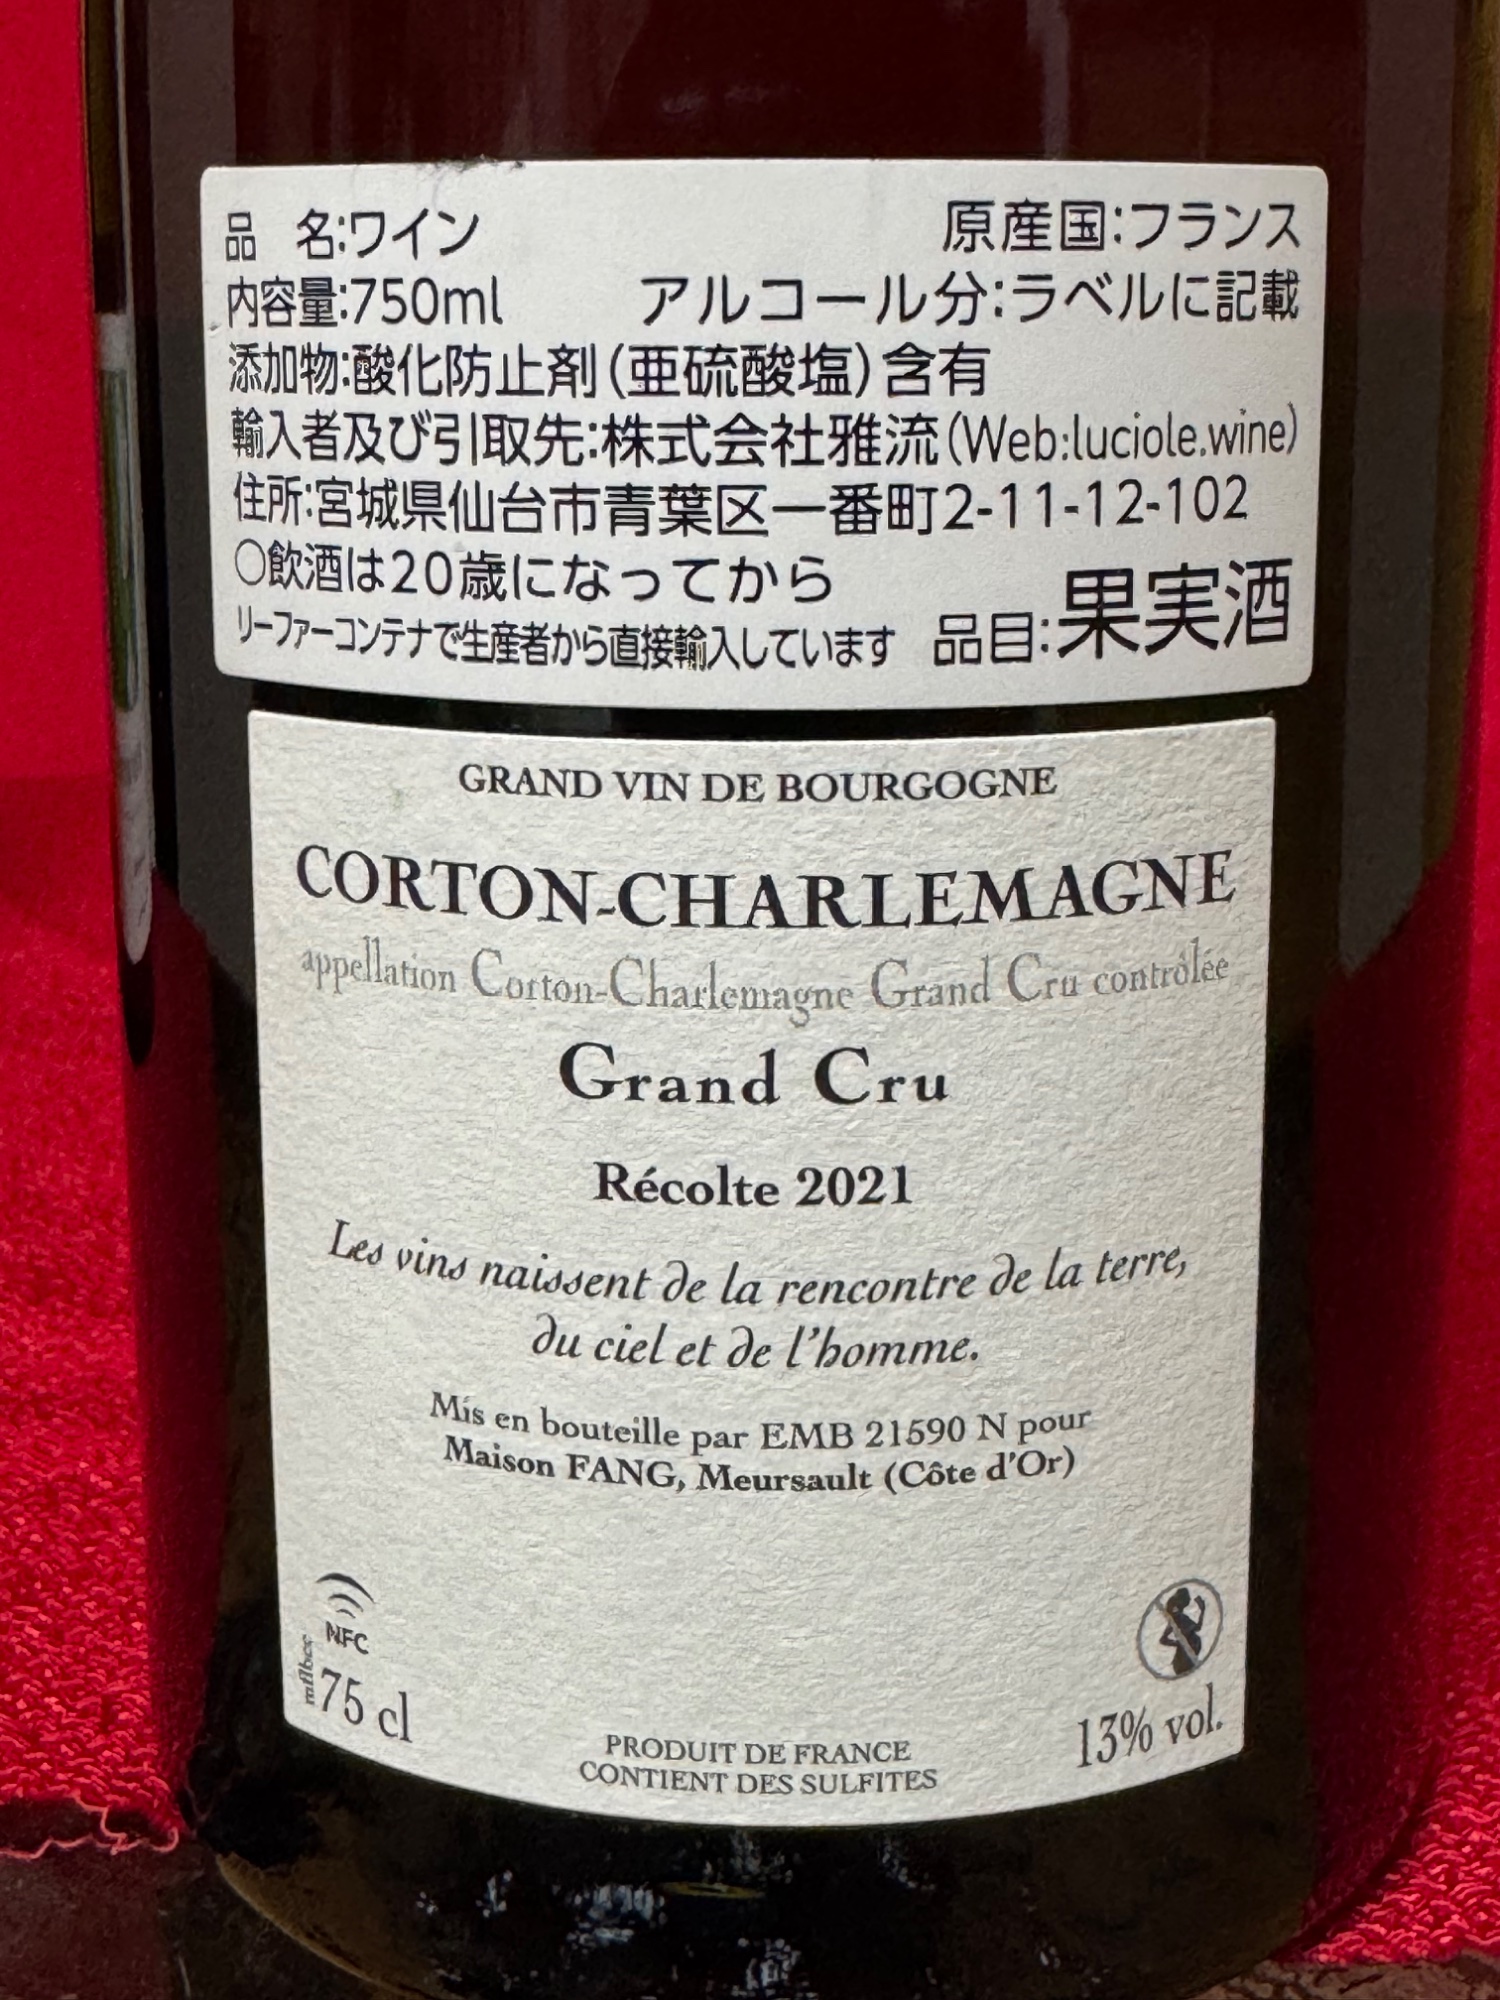 品 名:ワイン 原産国:フランス
内容量:750ml アルコール分:ラベルに記載
添加物:酸化防止剤(亜硫酸塩)含有
輸入者及び引取先:株式会社雅流(Web:luciole.wine)
住所:宮城県仙台市青葉区一番町2-11-12-102
○飲酒は20歳になってから
リーファーコンテナで生産者から直接輸入しています 品目:果実酒
GRAND VIN DE BOURGOGNE
CORTON-CHARLEMAGNE
appellation Corton-Charlemagne Grand Cru contrôlée
Grand Cru
Récolte 2021
Les vins naissent de la rencontre de la terre,
du ciel et de l'homme.
Mis en bouteille par EMB 21590 N pour
Maison FANG, Meursault (Côte d'Or)
NFC
75 cl
13% vol.
PRODUIT DE FRANCE
CONTIENT DES SULFITES